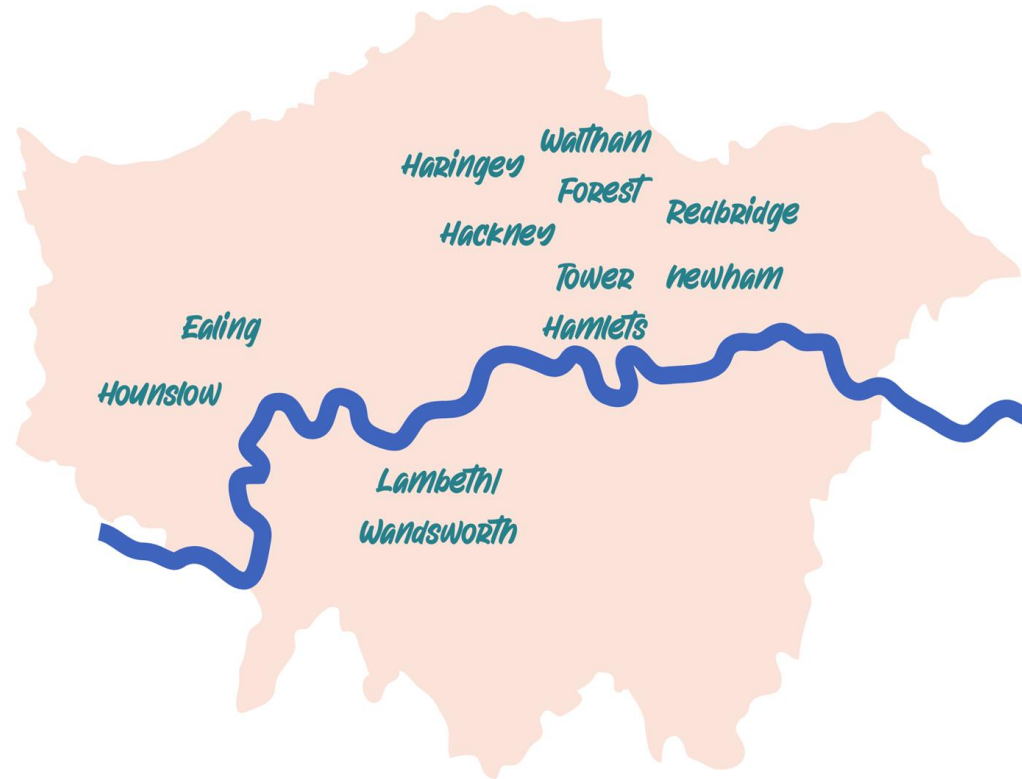 Waltham
Forest
Haringey
Redbridge
Hackney
Tower
Hamlets
newham
Ealing
Hounslow
Lambeth/
Wandsworth